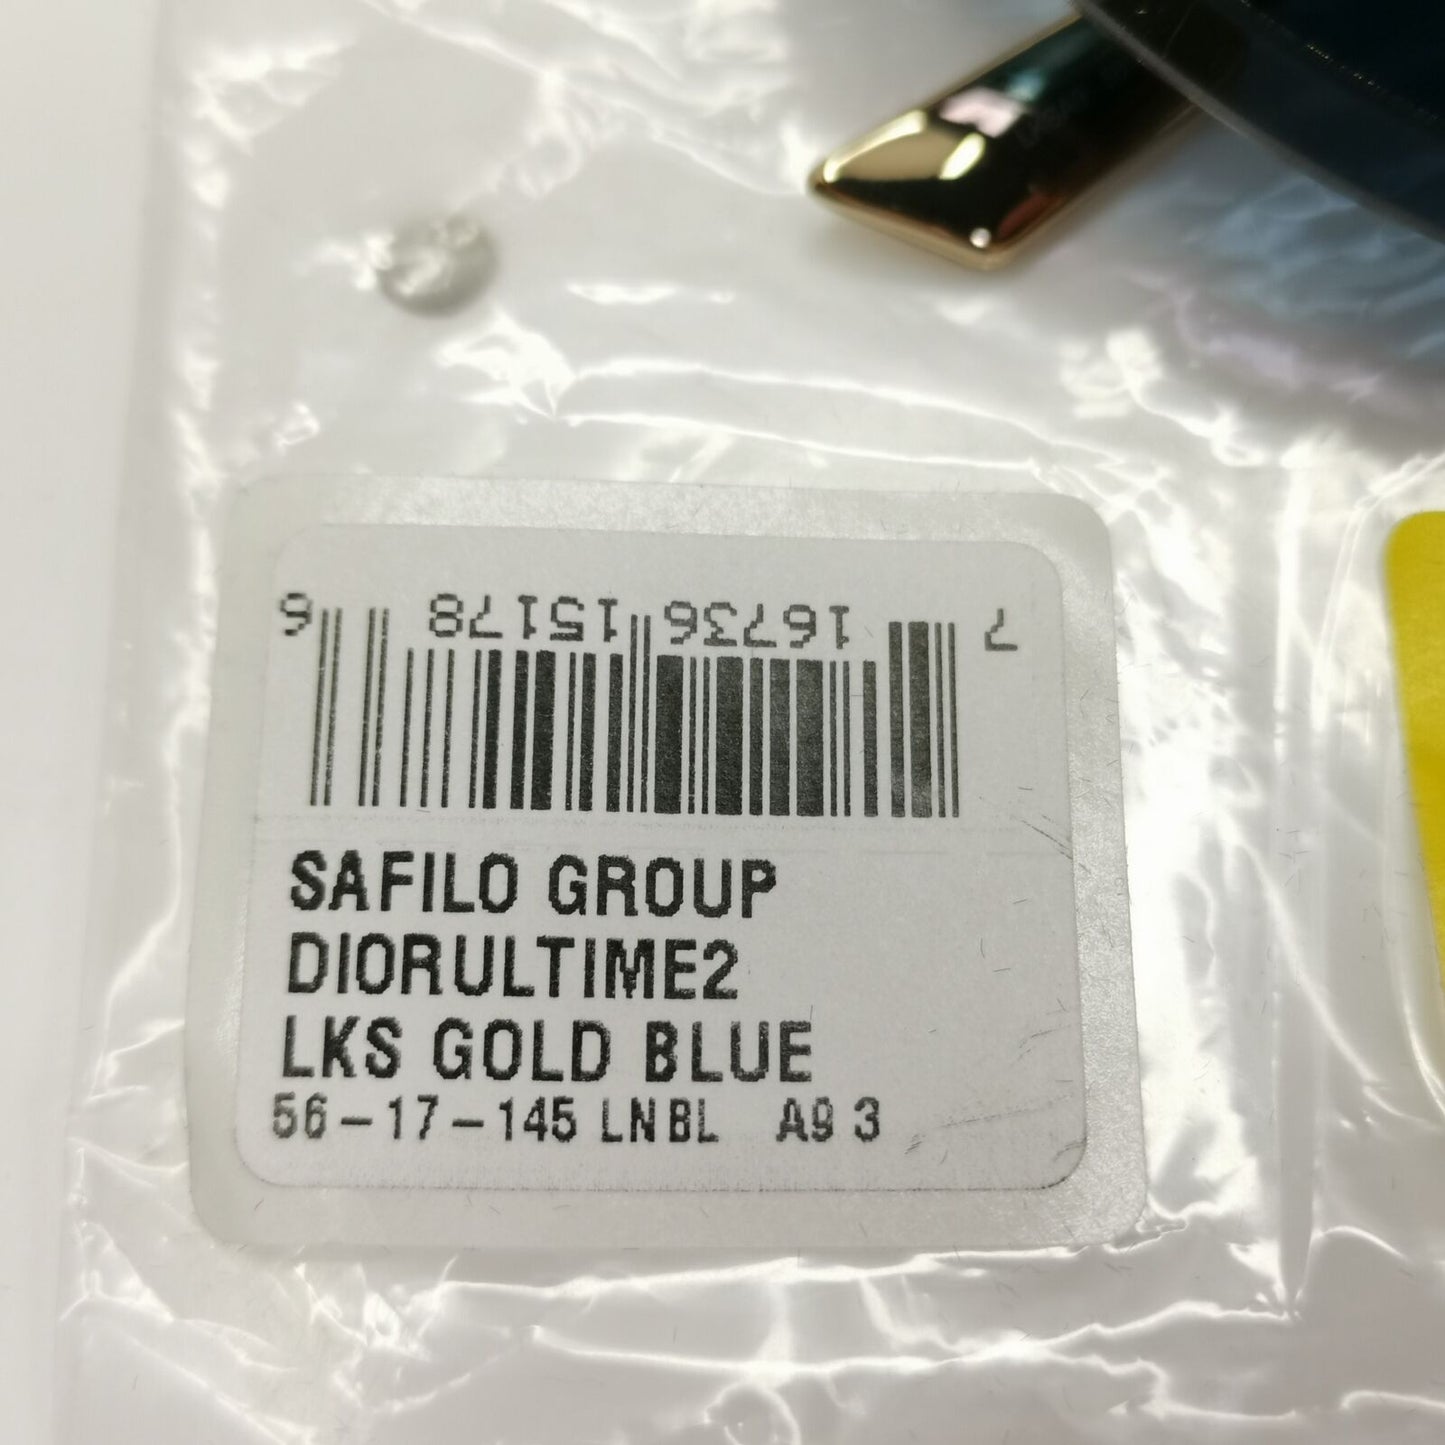 7 16736 15178 6
SAFILO GROUP
DIORULTIME2
LKS GOLD BLUE
56-17-145 LNBL A9 3